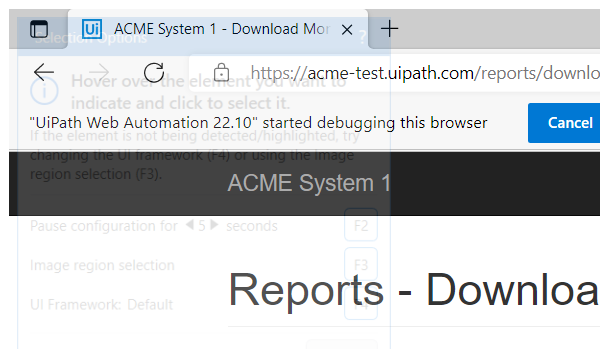 Ui ACME System 1 - Download Mor
Selection Options ?
https://acme-test.uipath.com/reports/downlo
Hover over the element you want to
indicate and click to select it.
"UiPath Web Automation 22.10" started debugging this browser
Cancel
If the element is not being detected/highlighted, try
changing the UI framework (F4) or using the Image
region selection (F3).
ACME System 1
Pause configuration for 5 seconds F2
Image region selection F3
Reports - Downloa
UI Framework: Default